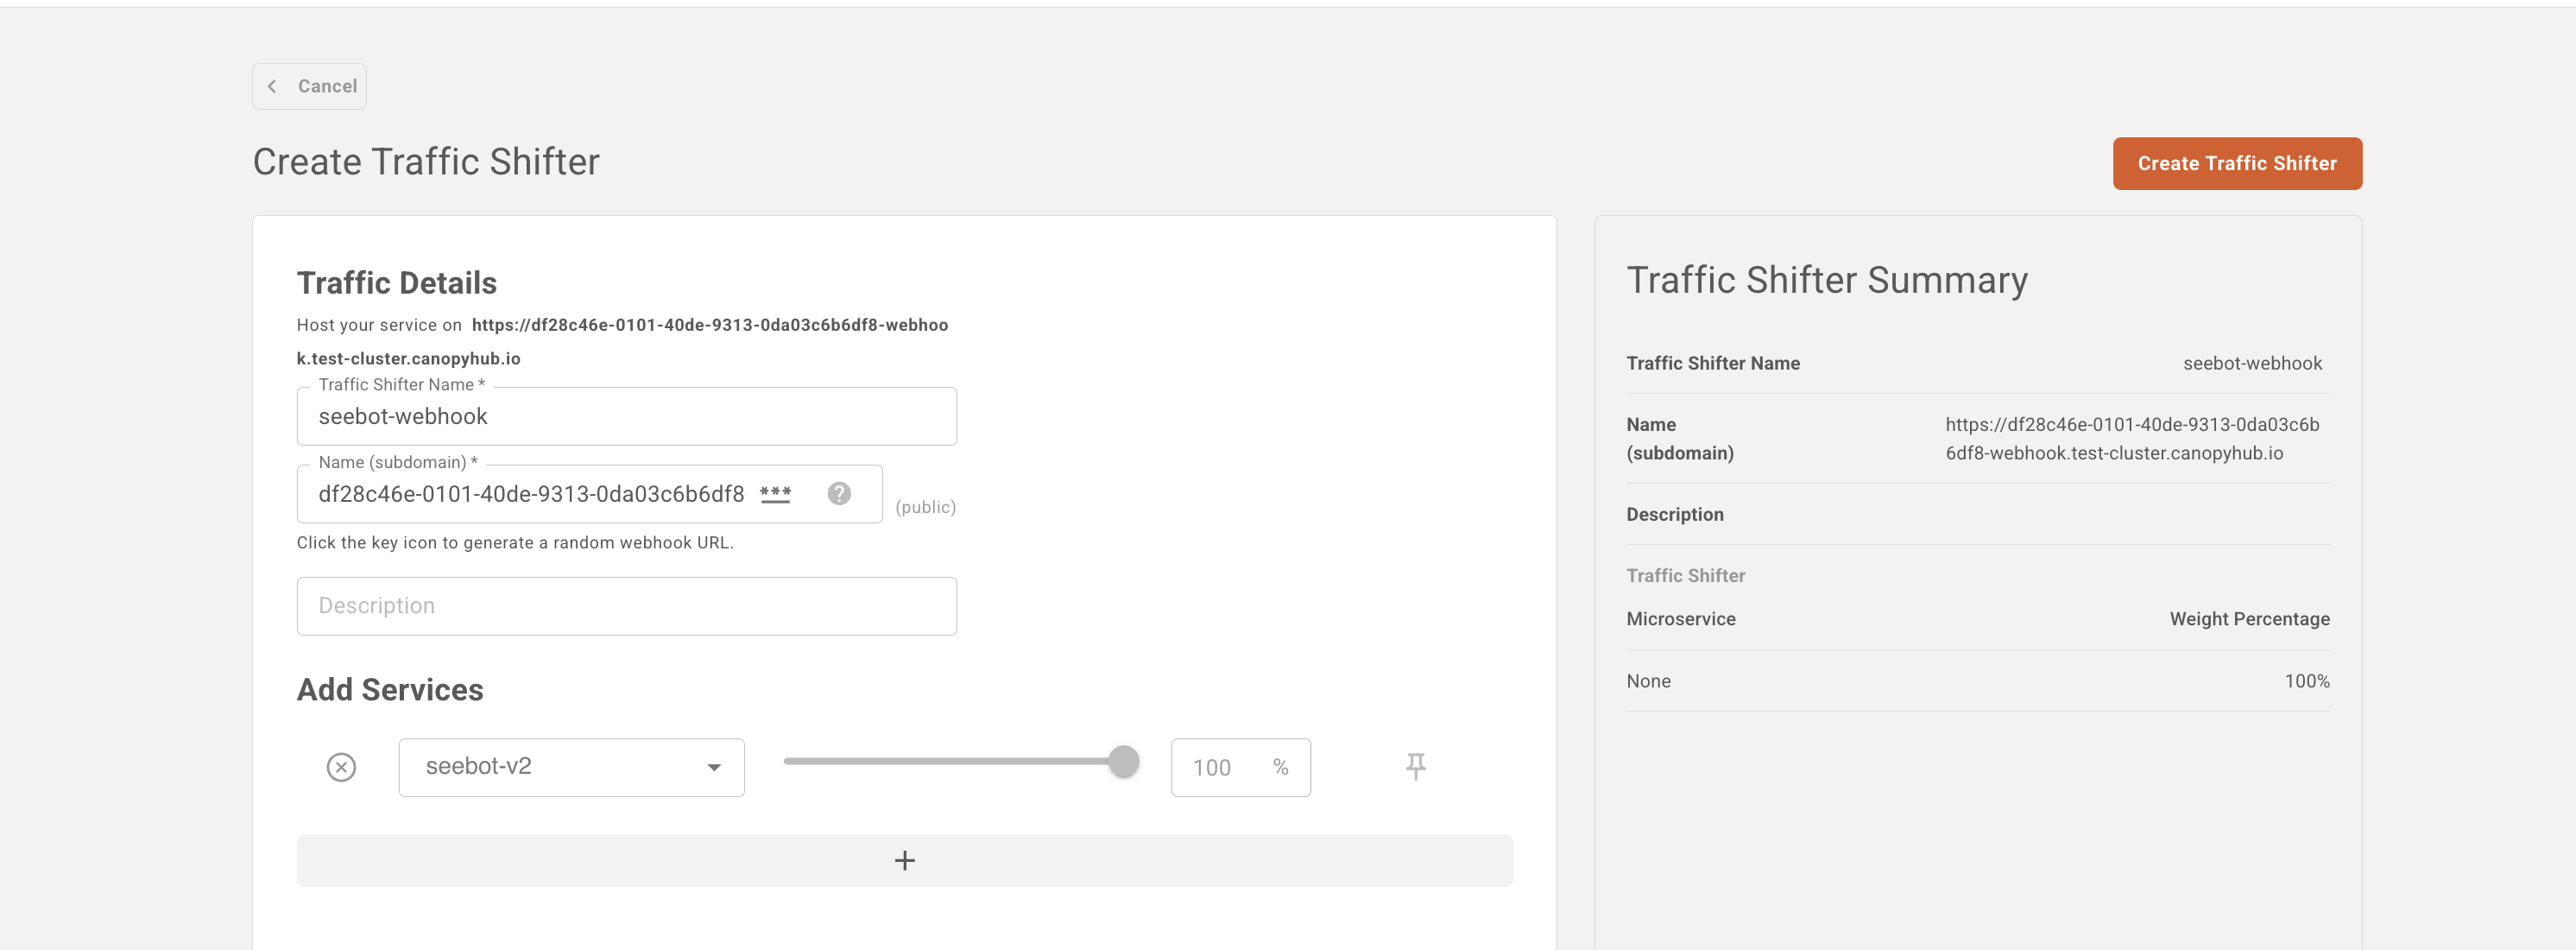 Cancel
Create Traffic Shifter
Create Traffic Shifter
Traffic Details
Host your service on https://df28c46e-0101-40de-9313-0da03c6b6df8-webhoo
k.test-cluster.canopyhub.io
Traffic Shifter Name *
seebot-webhook
Name (subdomain) *
df28c46e-0101-40de-9313-0da03c6b6df8
***
?
(public)
Click the key icon to generate a random webhook URL.
Description
Add Services
seebot-v2
100 %
+
Traffic Shifter Summary
Traffic Shifter Name seebot-webhook
Name https://df28c46e-0101-40de-9313-0da03c6b
(subdomain) 6df8-webhook.test-cluster.canopyhub.io
Description
Traffic Shifter
Microservice Weight Percentage
None 100%